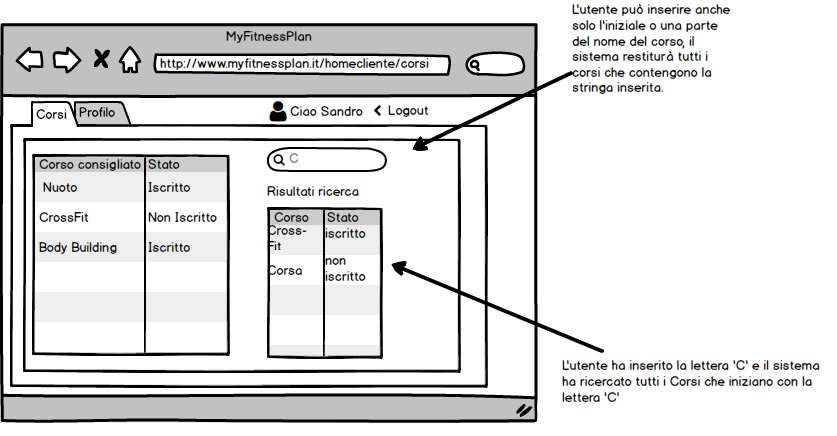 MyFitnessPlan
http://www.myfitnessplan.it/homecliente/corsi
Corsi
Profilo
Ciao Sandro
Logout
Corso consigliato
Stato
Nuoto
Iscritto
CrossFit
Non Iscritto
Body Building
Iscritto
C
Risultati ricerca
Corso
Stato
Cross-
Fit
iscritto
Corsa
non
iscritto
L'utente può inserire anche
solo l'iniziale o una parte
del nome del corso, il
sistema restituirà tutti i
corsi che contengono la
stringa inserita.
L'utente ha inserito la lettera 'C' e il sistema
ha ricercato tutti i Corsi che iniziano con la
lettera 'C'